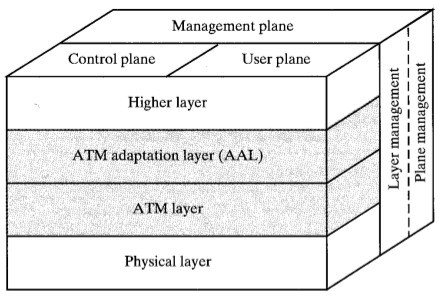 Management plane
Control plane
User plane
Higher layer
ATM adaptation layer (AAL)
ATM layer
Physical layer
Layer management
Plane management